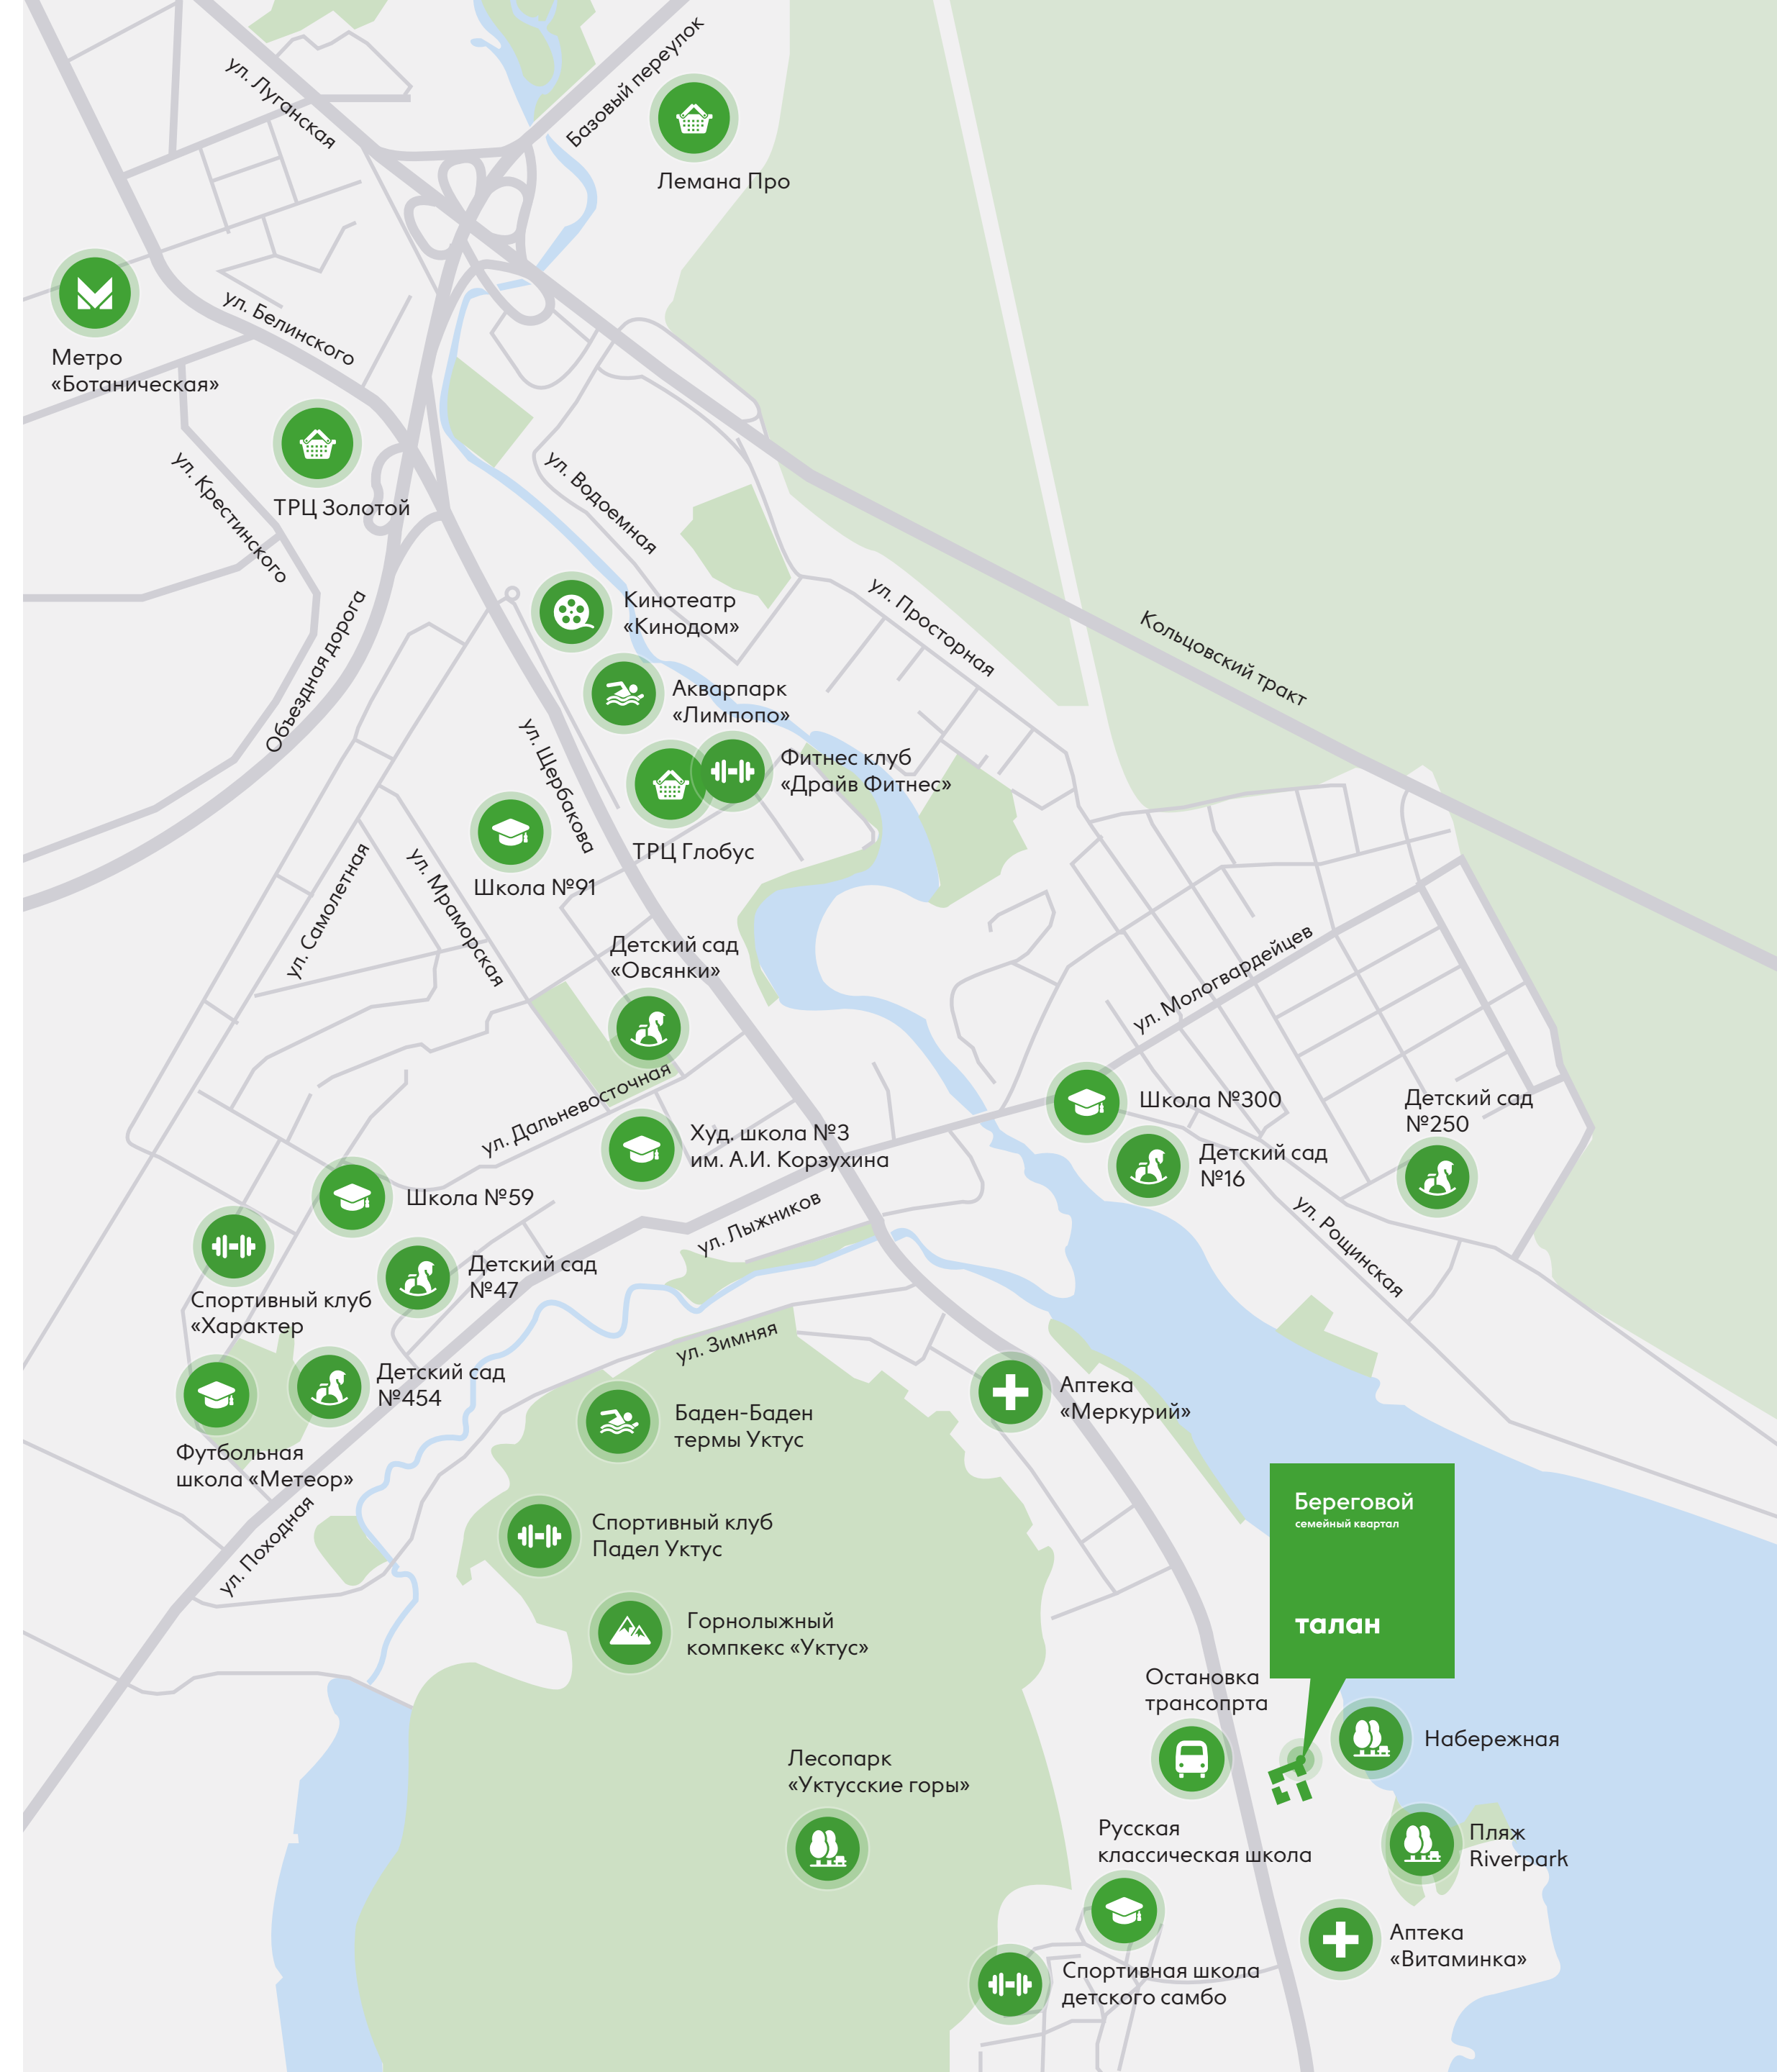 ул. Луганская
Базовый переулок
Лемана Про
Метро
«Ботаническая»
ул. Белинского
ТРЦ Золотой
ул. Крестинского
ул. Водоемная
Объездная дорога
Кинотеатр
«Кинодом»
ул. Просторная
Кольцовский тракт
Акварпарк
«Лимпопо»
ул. Щербакова
Фитнес клуб
«Драйв Фитнес»
ТРЦ Глобус
Школа №91
ул. Самолетная
ул. Мраморская
Детский сад
«Овсянки»
ул. Мологвардейцев
ул. Дальневосточная
Школа №300
Детский сад
№250
Худ. школа №3
им. А.И. Корзухина
Детский сад
№16
Школа №59
ул. Лыжников
ул. Рощинская
Детский сад
№47
Спортивный клуб
«Характер
ул. Зимняя
Детский сад
№454
Аптека
«Меркурий»
Баден-Баден
термы Уктус
Футбольная
школа «Метеор»
ул. Походная
Спортивный клуб
Падел Уктус
Береговой
семейный квартал
талан
Горнолыжный
компкекс «Уктус»
Остановка
трансопрта
Набережная
Лесопарк
«Уктусские горы»
Русская
классическая школа
Пляж
Riverpark
Аптека
«Витаминка»
Спортивная школа
детского самбо